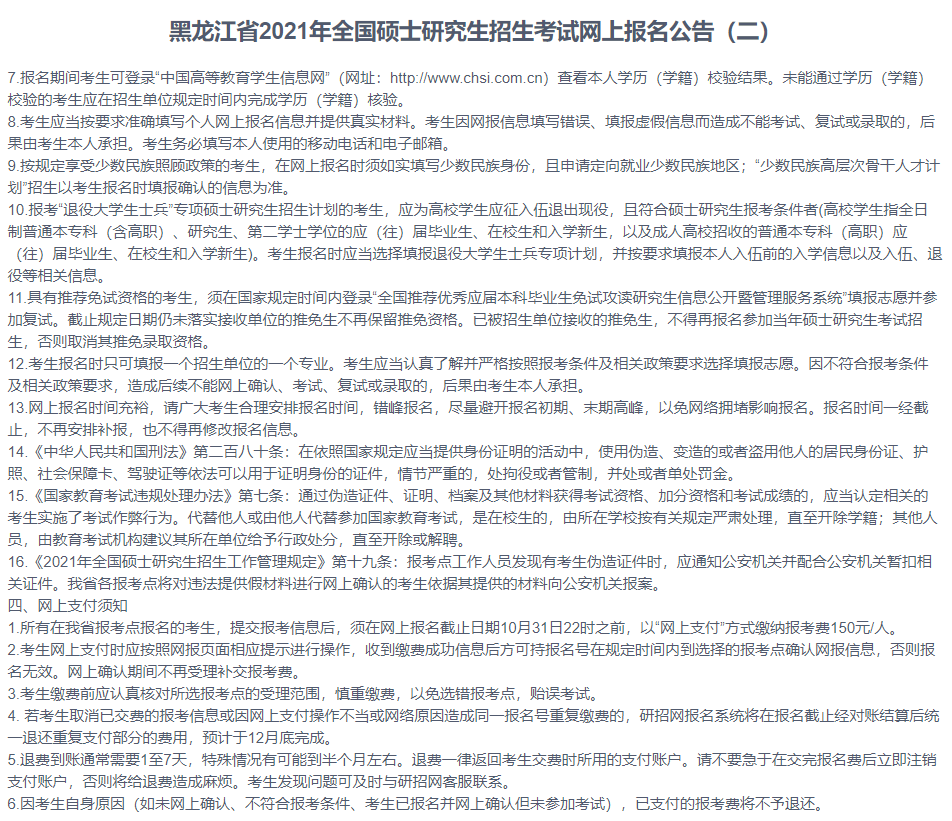 黑龙江省2021年全国硕士研究生招生考试网上报名公告（二）
7.报名期间考生可登录“中国高等教育学生信息网”（网址：http://www.chsi.com.cn）查看本人学历（学籍）校验结果。未能通过学历（学籍）
校验的考生应在招生单位规定时间内完成学历（学籍）核验。
8.考生应当按要求准确填写个人网上报名信息并提供真实材料。考生因网报信息填写错误、填报虚假信息而造成不能考试、复试或录取的，后
果由考生本人承担。考生务必填写本人使用的移动电话和电子邮箱。
9.按规定享受少数民族照顾政策的考生，在网上报名时须如实填写少数民族身份，且申请定向就业少数民族地区；“少数民族高层次骨干人才计
划”招生以考生报名时填报确认的信息为准。
10.报考“退役大学生士兵”专项硕士研究生招生计划的考生，应为高校学生应征入伍退出现役，且符合硕士研究生报考条件者(高校学生指全日
制普通本专科（含高职）、研究生、第二学士学位的应（往）届毕业生、在校生和入学新生，以及成人高校招收的普通本专科（高职）应
（往）届毕业生、在校生和入学新生)。考生报名时应当选择填报退役大学生士兵专项计划，并按要求填报本人入伍前的入学信息以及入伍、退
役等相关信息。
11.具有推荐免试资格的考生，须在国家规定时间内登录“全国推荐优秀应届本科毕业生免试攻读研究生信息公开暨管理服务系统”填报志愿并参
加复试。截止规定日期仍未落实接收单位的推免生不再保留推免资格。已被招生单位接收的推免生，不得再报名参加当年硕士研究生考试招
生，否则取消其推免录取资格。
12.考生报名时只可填报一个招生单位的一个专业。考生应当认真了解并严格按照报考条件及相关政策要求选择填报志愿。因不符合报考条件
及相关政策要求，造成后续不能网上确认、考试、复试或录取的，后果由考生本人承担。
13.网上报名时间充裕，请广大考生合理安排报名时间，错峰报名，尽量避开报名初期、末期高峰，以免网络拥堵影响报名。报名时间一经截
止，不再安排补报，也不得再修改报名信息。
14.《中华人民共和国刑法》第二百八十条：在依照国家规定应当提供身份证明的活动中，使用伪造、变造的或者盗用他人的居民身份证、护
照、社会保障卡、驾驶证等依法可以用于证明身份的证件，情节严重的，处拘役或者管制，并处或者单处罚金。
15.《国家教育考试违规处理办法》第七条：通过伪造证件、证明、档案及其他材料获得考试资格、加分资格和考试成绩的，应当认定相关的
考生实施了考试作弊行为。代替他人或由他人代替参加国家教育考试，是在校生的，由所在学校按有关规定严肃处理，直至开除学籍；其他人
员，由教育考试机构建议其所在单位给予行政处分，直至开除或解聘。
16.《2021年全国硕士研究生招生工作管理规定》第十九条：报考点工作人员发现有考生伪造证件时，应通知公安机关并配合公安机关暂扣相
关证件。我省各报考点将对违法提供假材料进行网上确认的考生依据其提供的材料向公安机关报案。
四、网上支付须知
1.所有在我省报考点报名的考生，提交报考信息后，须在网上报名截止日期10月31日22时之前，以“网上支付”方式缴纳报考费150元/人。
2.考生网上支付时应按照网报页面相应提示进行操作，收到缴费成功信息后方可持报名号在规定时间内到选择的报考点确认网报信息，否则报
名无效。网上确认期间不再受理补交报考费。
3.考生缴费前应认真核对所选报考点的受理范围，慎重缴费，以免选错报考点，贻误考试。
4. 若考生取消已交费的报考信息或因网上支付操作不当或网络原因造成同一报名号重复缴费的，研招网报名系统将在报名截止经对账结算后统
一退还重复支付部分的费用，预计于12月底完成。
5.退费到账通常需要1至7天，特殊情况有可能到半个月左右。退费一律返回考生交费时所用的支付账户。请不要急于在交完报名费后立即注销
支付账户，否则将给退费造成麻烦。考生发现问题可及时与研招网客服联系。
6.因考生自身原因（如未网上确认、不符合报考条件、考生已报名并网上确认但未参加考试），已支付的报考费将不予退还。